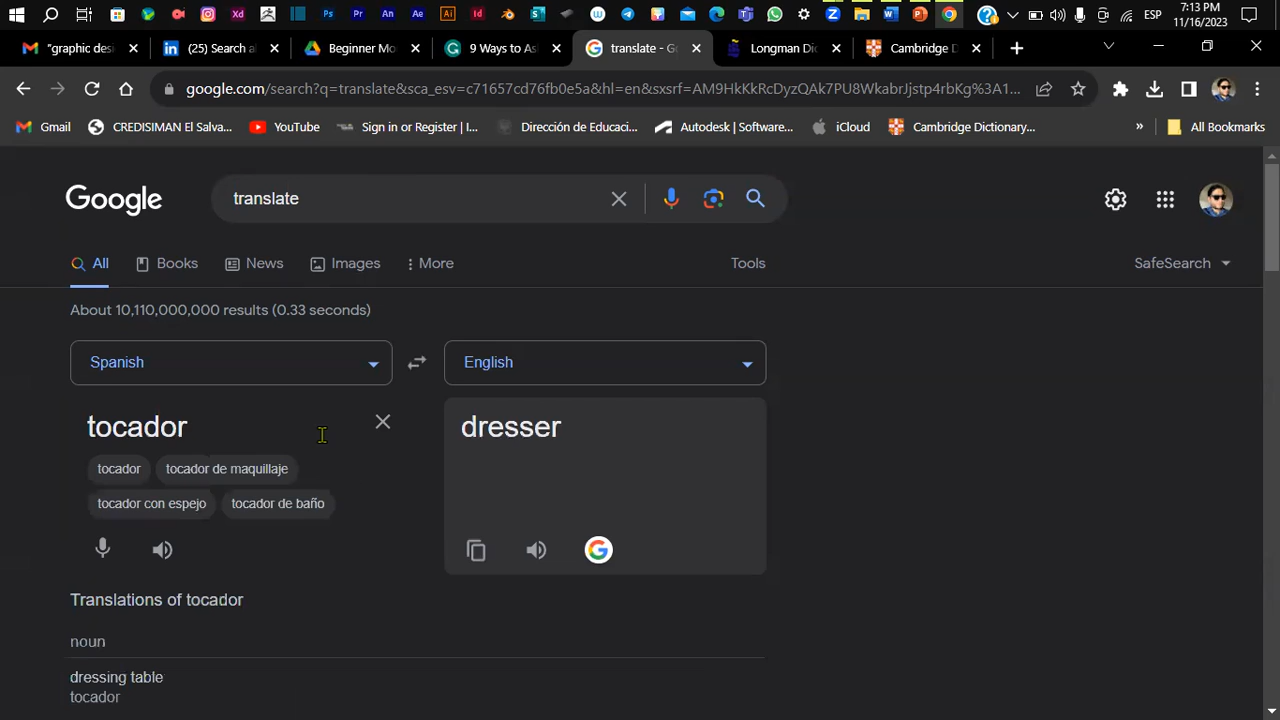 7:13 PM
ESP
11/16/2023
"graphic desi
(25) Search a
Beginner Mo
9 Ways to As
translate - G
Longman Dic
Cambridge D
google.com/search?q=translate&sca_esv=c71657cd76fb0e5a&hl=en&sxsrf=AM9HkKkRcDyzQAk7PU8WkabrJjstp4rbKg%3A1...
Gmail
CREDISIMAN El Salva...
YouTube
Sign in or Register | I...
Dirección de Educaci...
Autodesk | Software...
iCloud
Cambridge Dictionary...
»
All Bookmarks
Google
translate
All
Books
News
Images
More
Tools
SafeSearch
About 10,110,000,000 results (0.33 seconds)
Spanish
English
tocador
dresser
tocador
tocador de maquillaje
tocador con espejo
tocador de baño
Translations of tocador
noun
dressing table
tocador